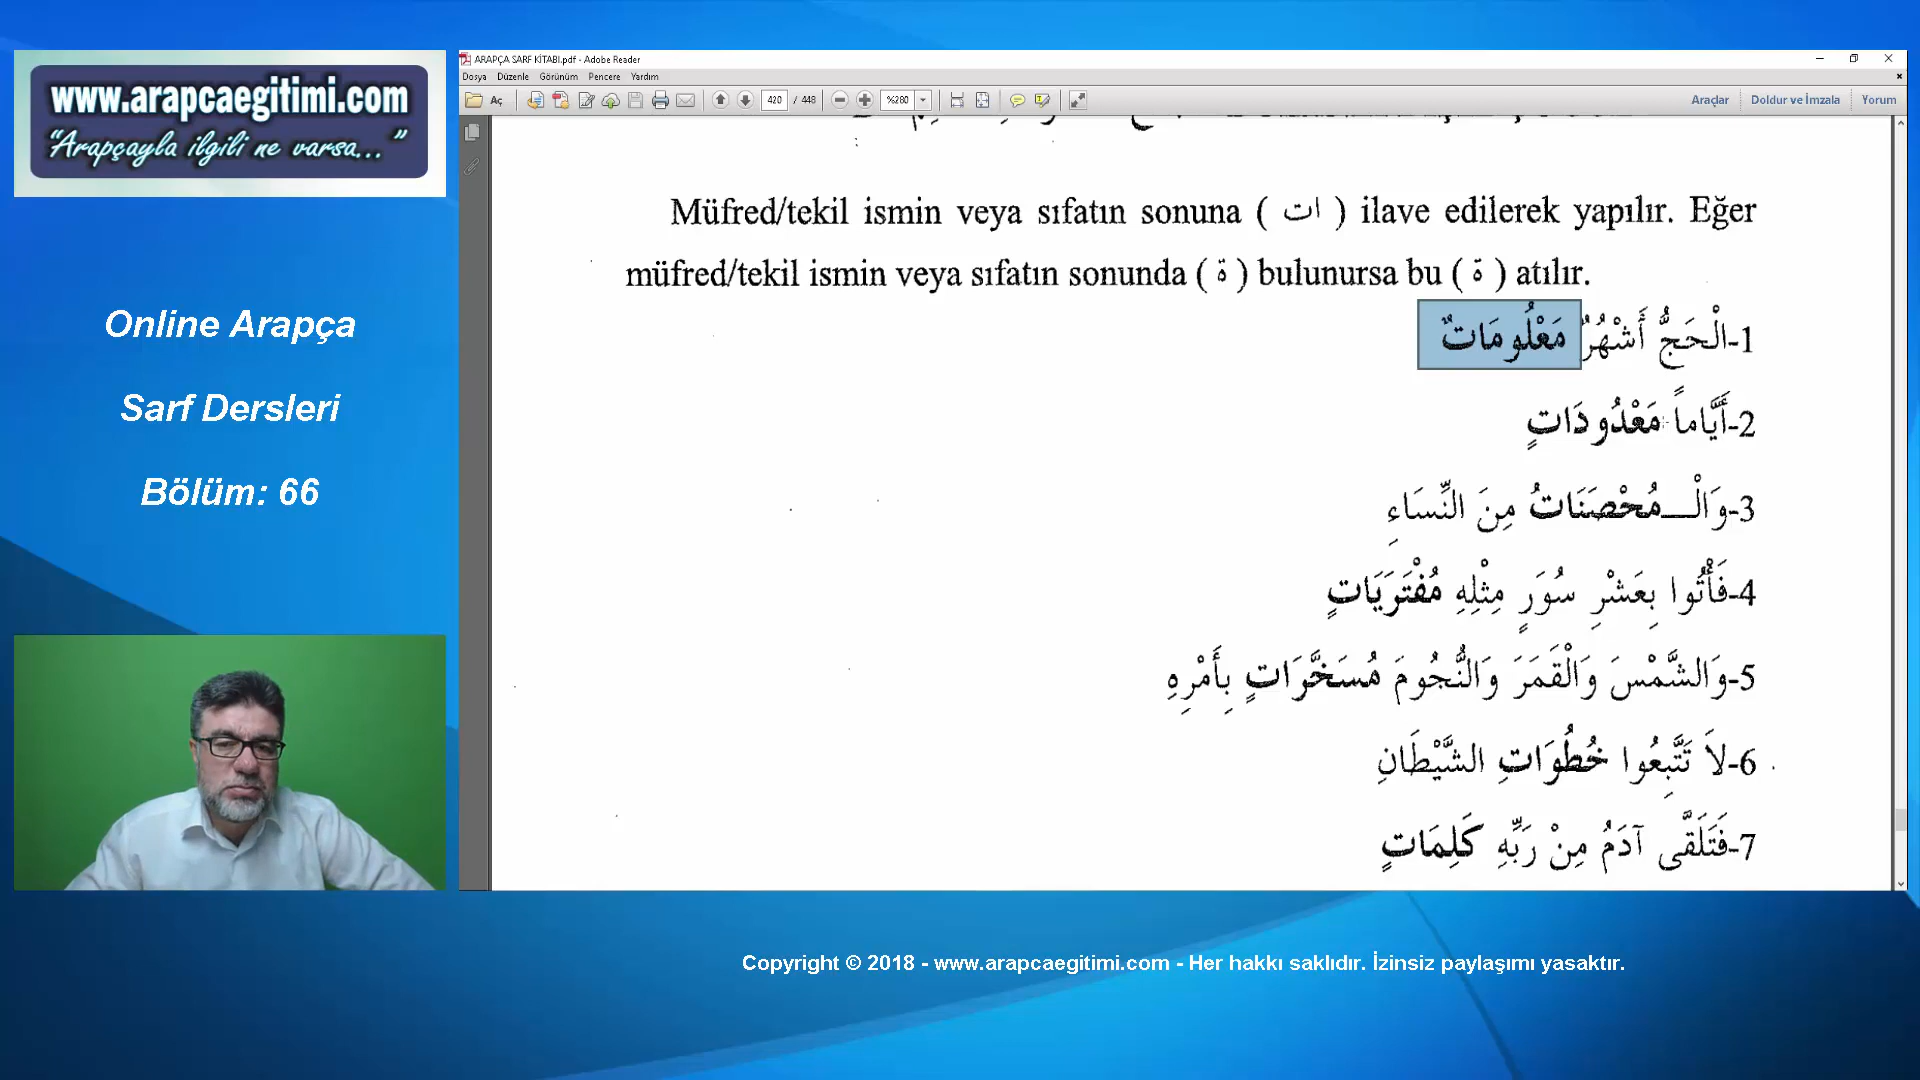 www.arapcaegitimi.com
“Arapçayla ilgili ne varsa...”
Online Arapça
Sarf Dersleri
Bölüm: 66
ARAPÇA SARF KİTABI.pdf - Adobe Reader
Dosya Düzenle Görünüm Pencere Yardım
Aç 420 / 448 %280 Araçlar Doldur ve İmzala Yorum
Müfred/tekil ismin veya sıfatın sonuna ( ات ) ilave edilerek yapılır. Eğer
müfred/tekil ismin veya sıfatın sonunda ( ة ) bulunursa bu ( ة ) atılır.
1-الْحَجُّ أَشْهُرٌ مَعْلُومَاتٌ
2-أَيَّاماً مَعْدُودَاتٍ
3-وَالْـــمُحْصَنَاتُ مِنَ النِّسَاءِ
4-فَأْتُوا بِعَشْرِ سُوَرٍ مِثْلِهِ مُفْتَرَيَاتٍ
5-وَالشَّمْسَ وَالْقَمَرَ وَالنُّجُومَ مُسَخَّرَاتٍ بِأَمْرِهِ
6-لاَ تَتَّبِعُوا خُطُوَاتِ الشَّيْطَانِ
7-فَتَلَقَّى آدَمُ مِنْ رَبِّهِ كَلِمَاتٍ
Copyright © 2018 - www.arapcaegitimi.com - Her hakkı saklıdır. İzinsiz paylaşımı yasaktır.